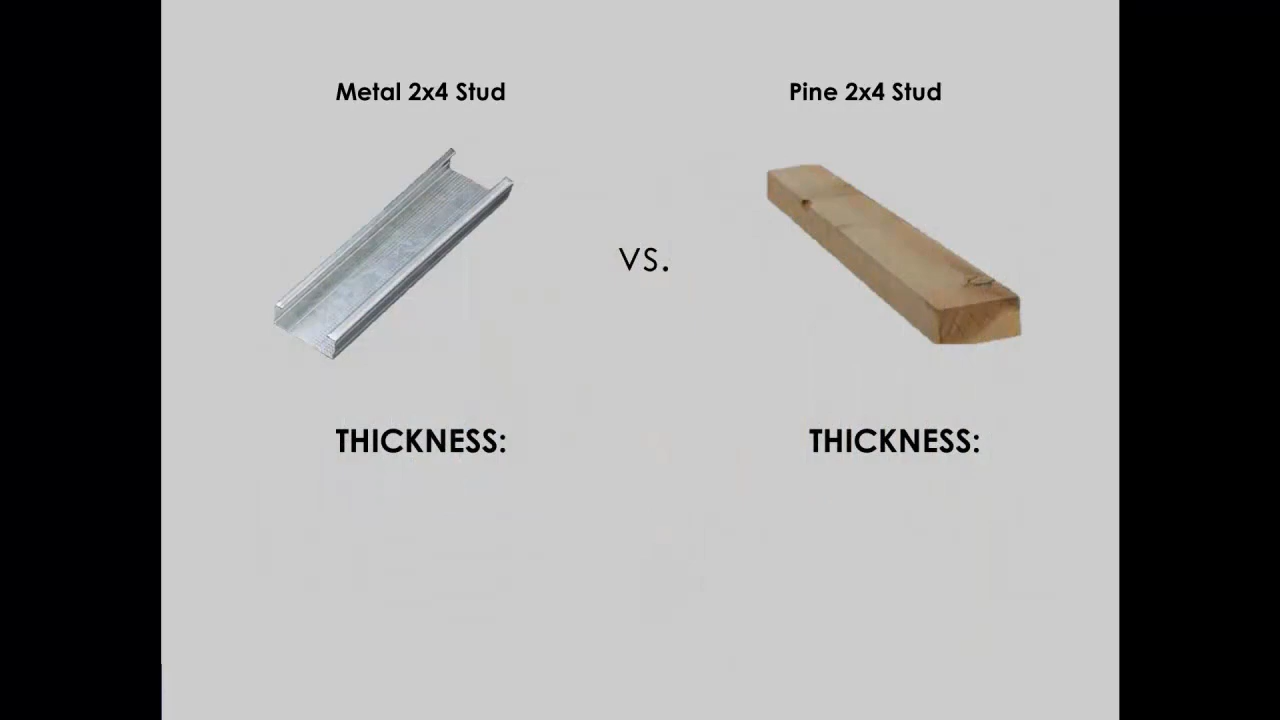 Metal 2x4 Stud
Pine 2x4 Stud
vs.
THICKNESS:
THICKNESS: